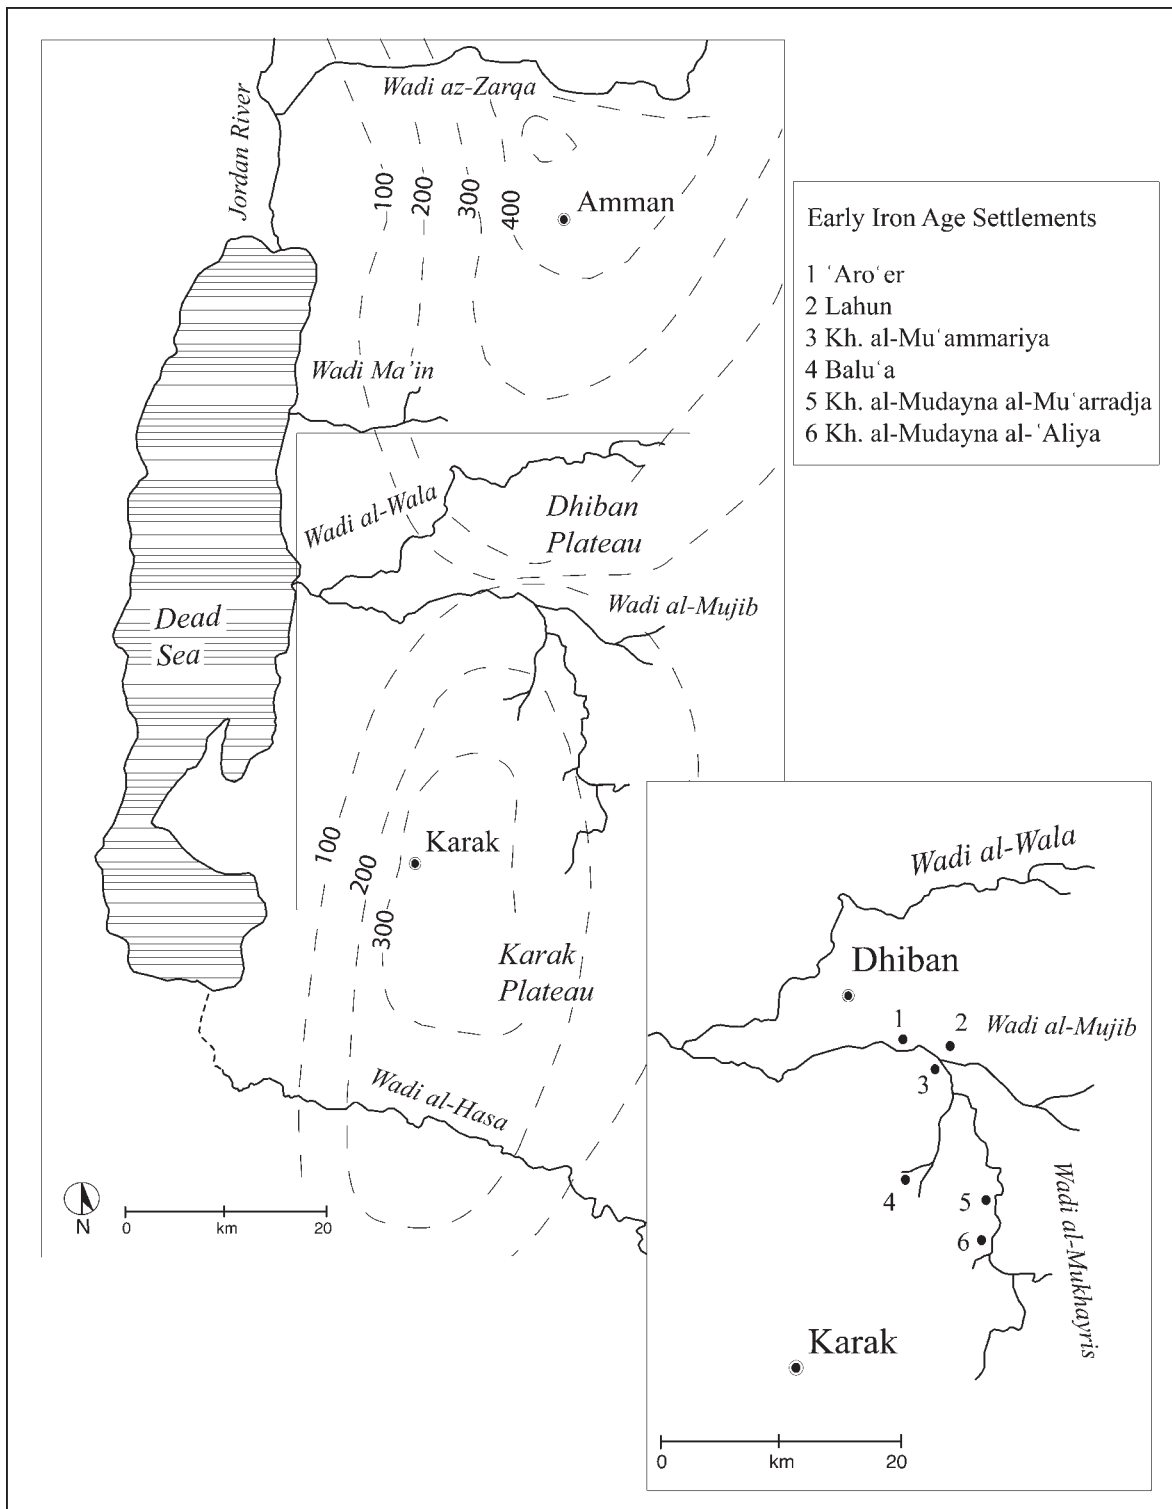 Wadi az-Zarqa
Jordan River
100
200
300
400
Amman
Early Iron Age Settlements
1 ʿAroʿer
2 Lahun
3 Kh. al-Muʿammariya
4 Baluʿa
5 Kh. al-Mudayna al-Muʿarradja
6 Kh. al-Mudayna al-ʿAliya
Wadi Ma’in
Wadi al-Wala
Dhiban
Plateau
Wadi al-Mujib
Dead
Sea
100
200
300
Karak
Karak
Plateau
Wadi al-Hasa
N
0
km
20
Wadi al-Wala
Dhiban
1
2
Wadi al-Mujib
3
4
5
6
Wadi al-Mukhayris
Karak
0
km
20